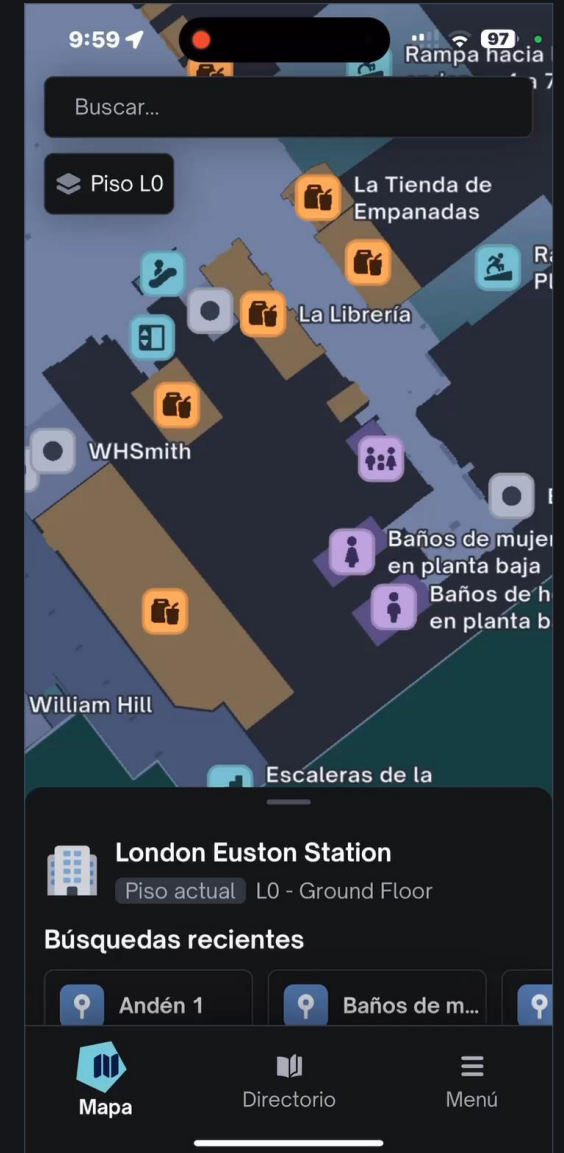 9:59
97
Rampa hacia
a 7
Buscar...
Piso L0
La Tienda de
Empanadas
La Librería
WHSmith
Baños de
en planta baja
Baños de
en planta
William Hill
Escaleras de la
London Euston Station
Piso actual L0 - Ground Floor
Búsquedas recientes
Andén 1
Baños de m...
Mapa
Directorio
Menú